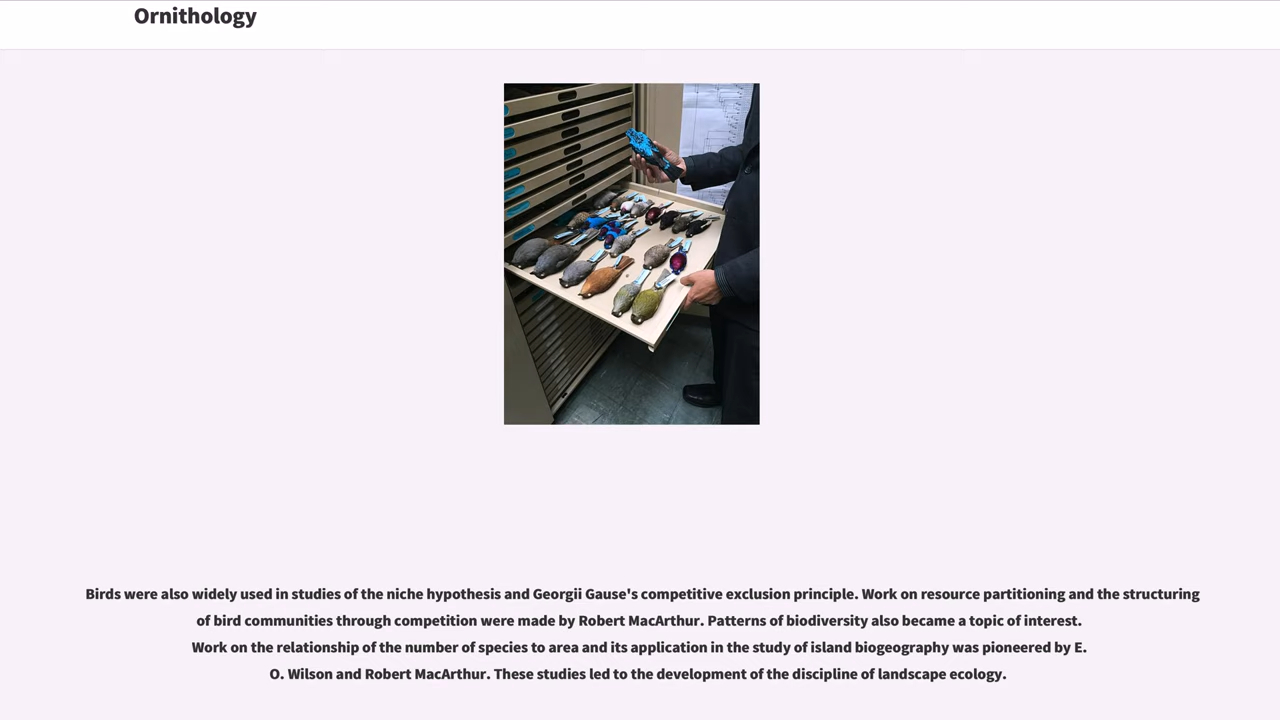 Ornithology
Birds were also widely used in studies of the niche hypothesis and Georgii Gause's competitive exclusion principle. Work on resource partitioning and the structuring
of bird communities through competition were made by Robert MacArthur. Patterns of biodiversity also became a topic of interest.
Work on the relationship of the number of species to area and its application in the study of island biogeography was pioneered by E.
O. Wilson and Robert MacArthur. These studies led to the development of the discipline of landscape ecology.